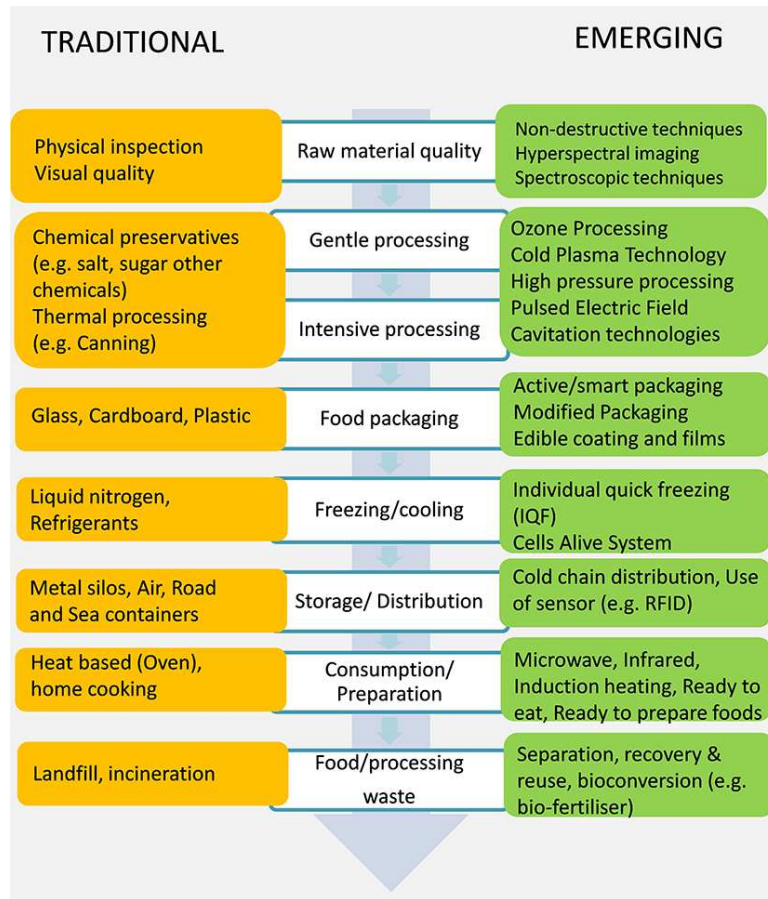 TRADITIONAL
EMERGING
Physical inspection
Visual quality
Raw material quality
Non-destructive techniques
Hyperspectral imaging
Spectroscopic techniques
Chemical preservatives
(e.g. salt, sugar other
chemicals)
Thermal processing
(e.g. Canning)
Gentle processing
Intensive processing
Ozone Processing
Cold Plasma Technology
High pressure processing
Pulsed Electric Field
Cavitation technologies
Glass, Cardboard, Plastic
Food packaging
Active/smart packaging
Modified Packaging
Edible coating and films
Liquid nitrogen,
Refrigerants
Freezing/cooling
Individual quick freezing
(IQF)
Cells Alive System
Metal silos, Air, Road
and Sea containers
Storage/ Distribution
Cold chain distribution, Use
of sensor (e.g. RFID)
Heat based (Oven),
home cooking
Consumption/
Preparation
Microwave, Infrared,
Induction heating, Ready to
eat, Ready to prepare foods
Landfill, incineration
Food/processing
waste
Separation, recovery &
reuse, bioconversion (e.g.
bio-fertiliser)